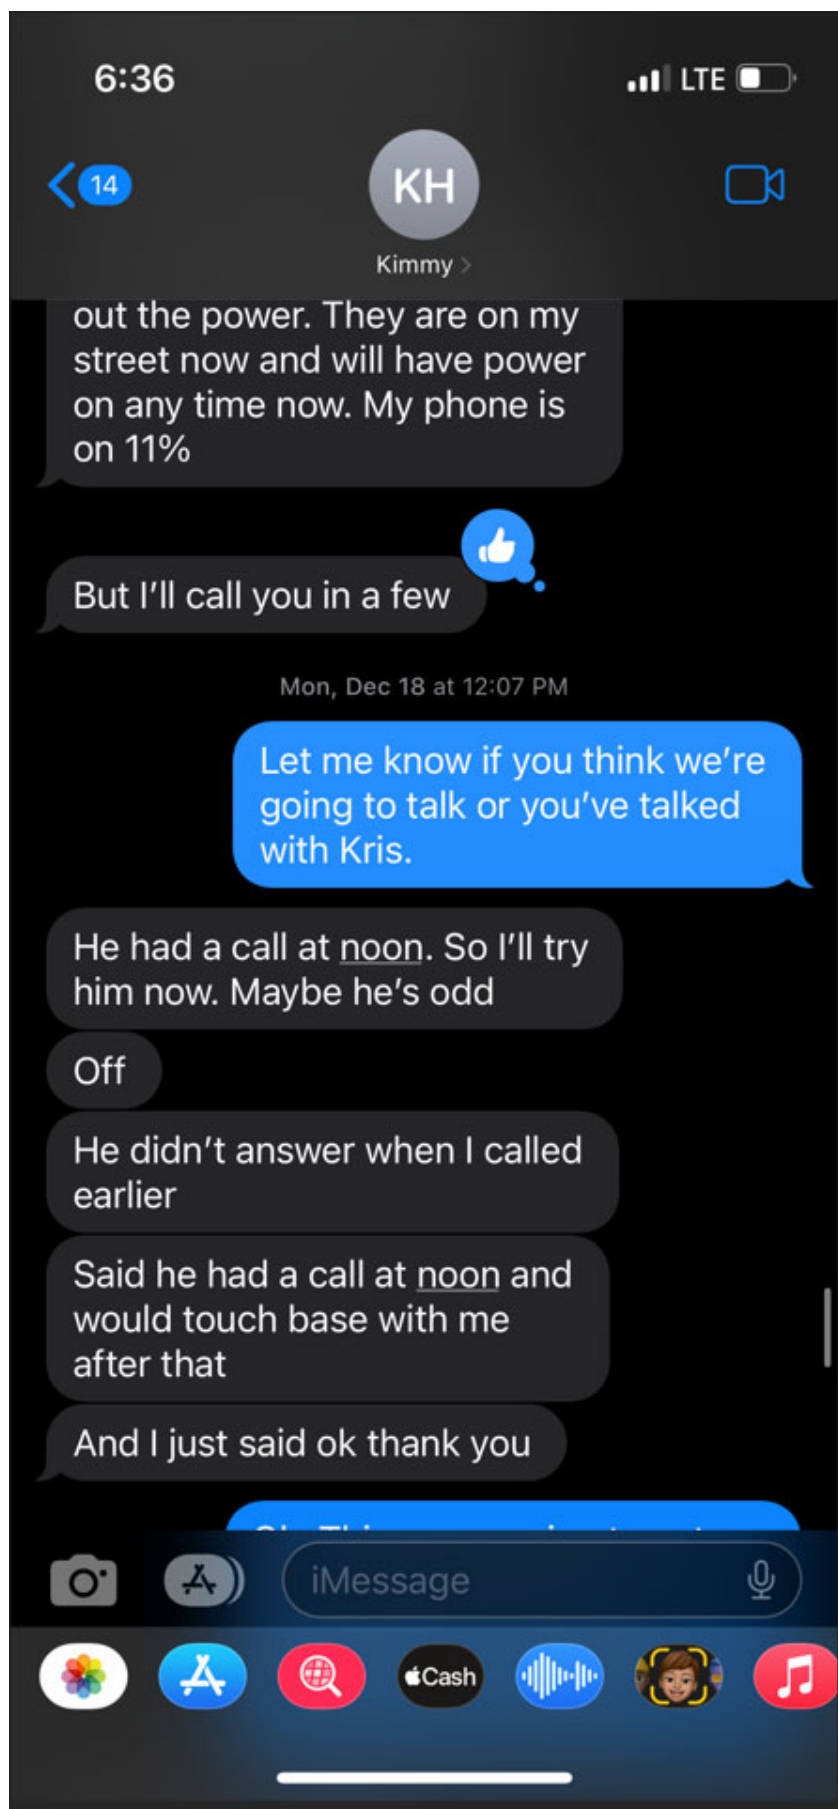 6:36
LTE
14
KH
Kimmy
out the power. They are on my
street now and will have power
on any time now. My phone is
on 11%
But I'll call you in a few
Mon, Dec 18 at 12:07 PM
Let me know if you think we're
going to talk or you've talked
with Kris.
He had a call at noon. So I'll try
him now. Maybe he's odd
Off
He didn't answer when I called
earlier
Said he had a call at noon and
would touch base with me
after that
And I just said ok thank you
iMessage
Cash